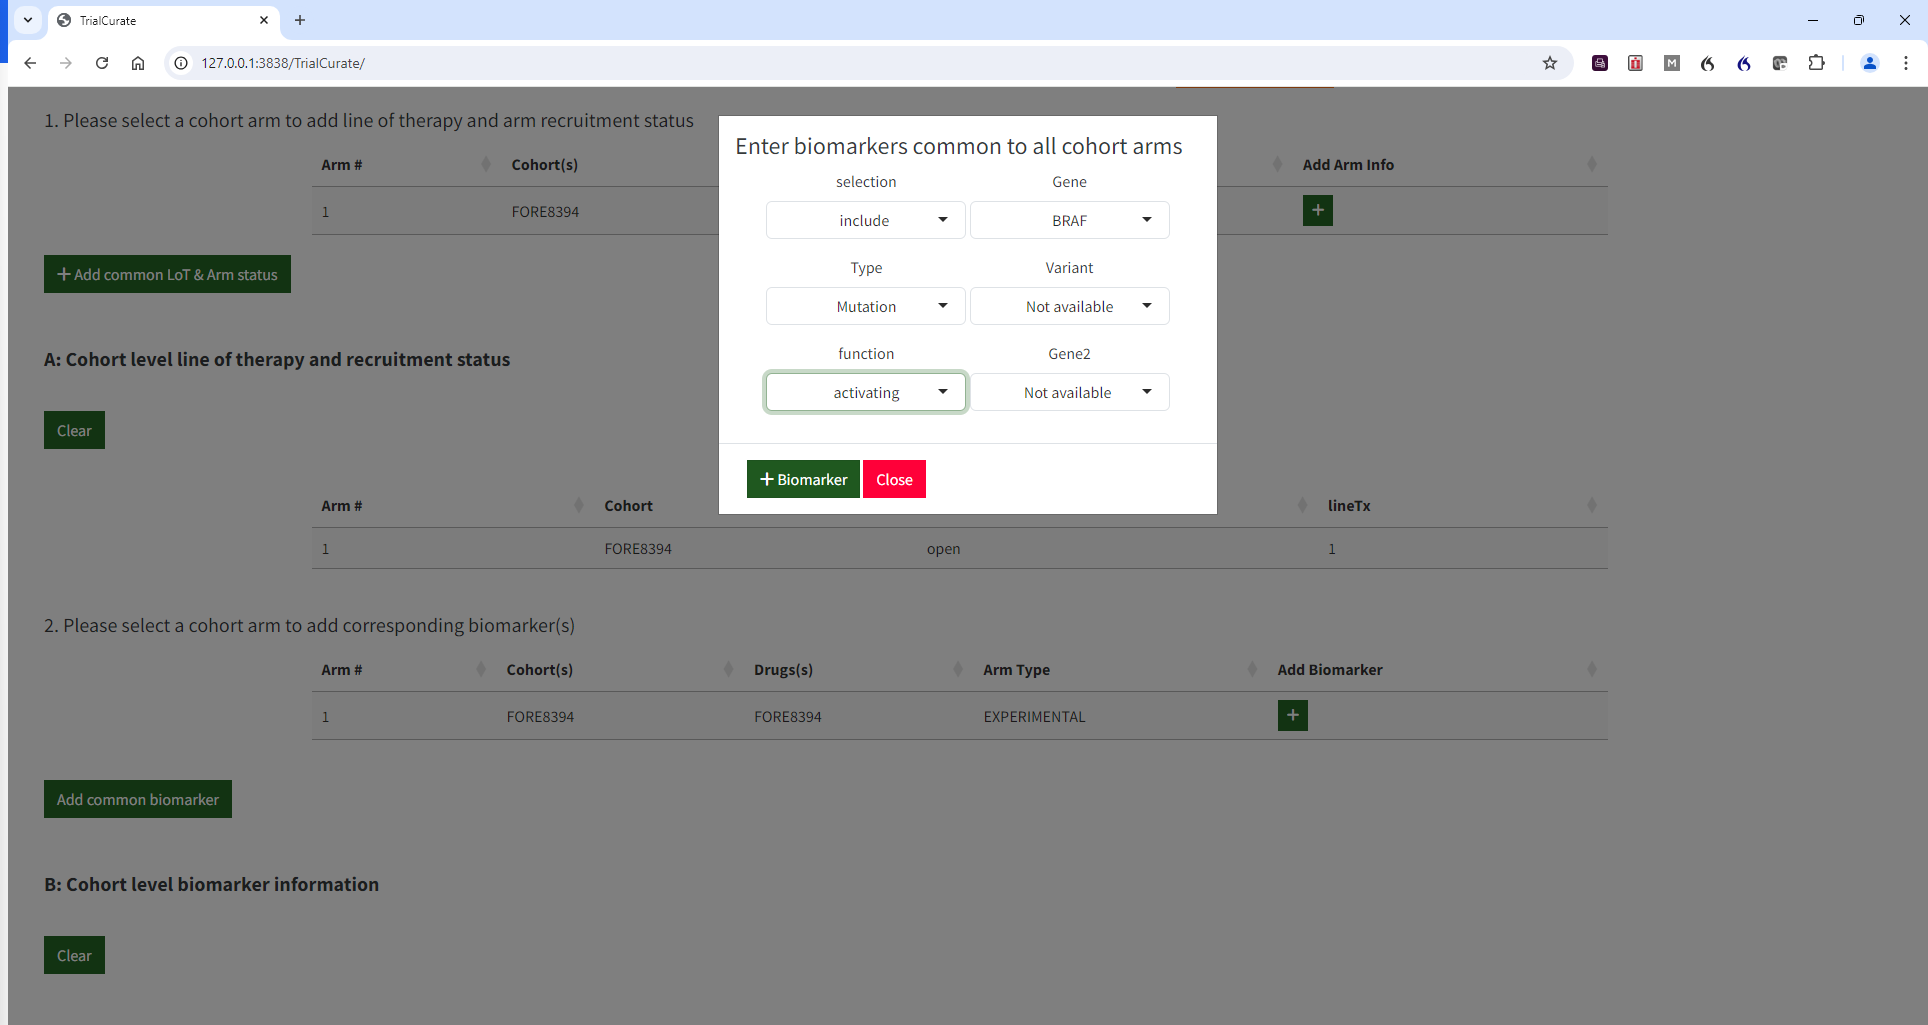 TrialCurate
127.0.0.1:3838/TrialCurate/
M
1. Please select a cohort arm to add line of therapy and arm recruitment status
Arm # Cohort(s) Add Arm Info
1 FORE8394
Add common LoT & Arm status
Enter biomarkers common to all cohort arms
selection Gene
include BRAF
Type Variant
Mutation Not available
function Gene2
activating Not available
Biomarker Close
A: Cohort level line of therapy and recruitment status
Clear
Arm # Cohort lineTx
1 FORE8394 open 1
2. Please select a cohort arm to add corresponding biomarker(s)
Arm # Cohort(s) Drugs(s) Arm Type Add Biomarker
1 FORE8394 FORE8394 EXPERIMENTAL
Add common biomarker
B: Cohort level biomarker information
Clear